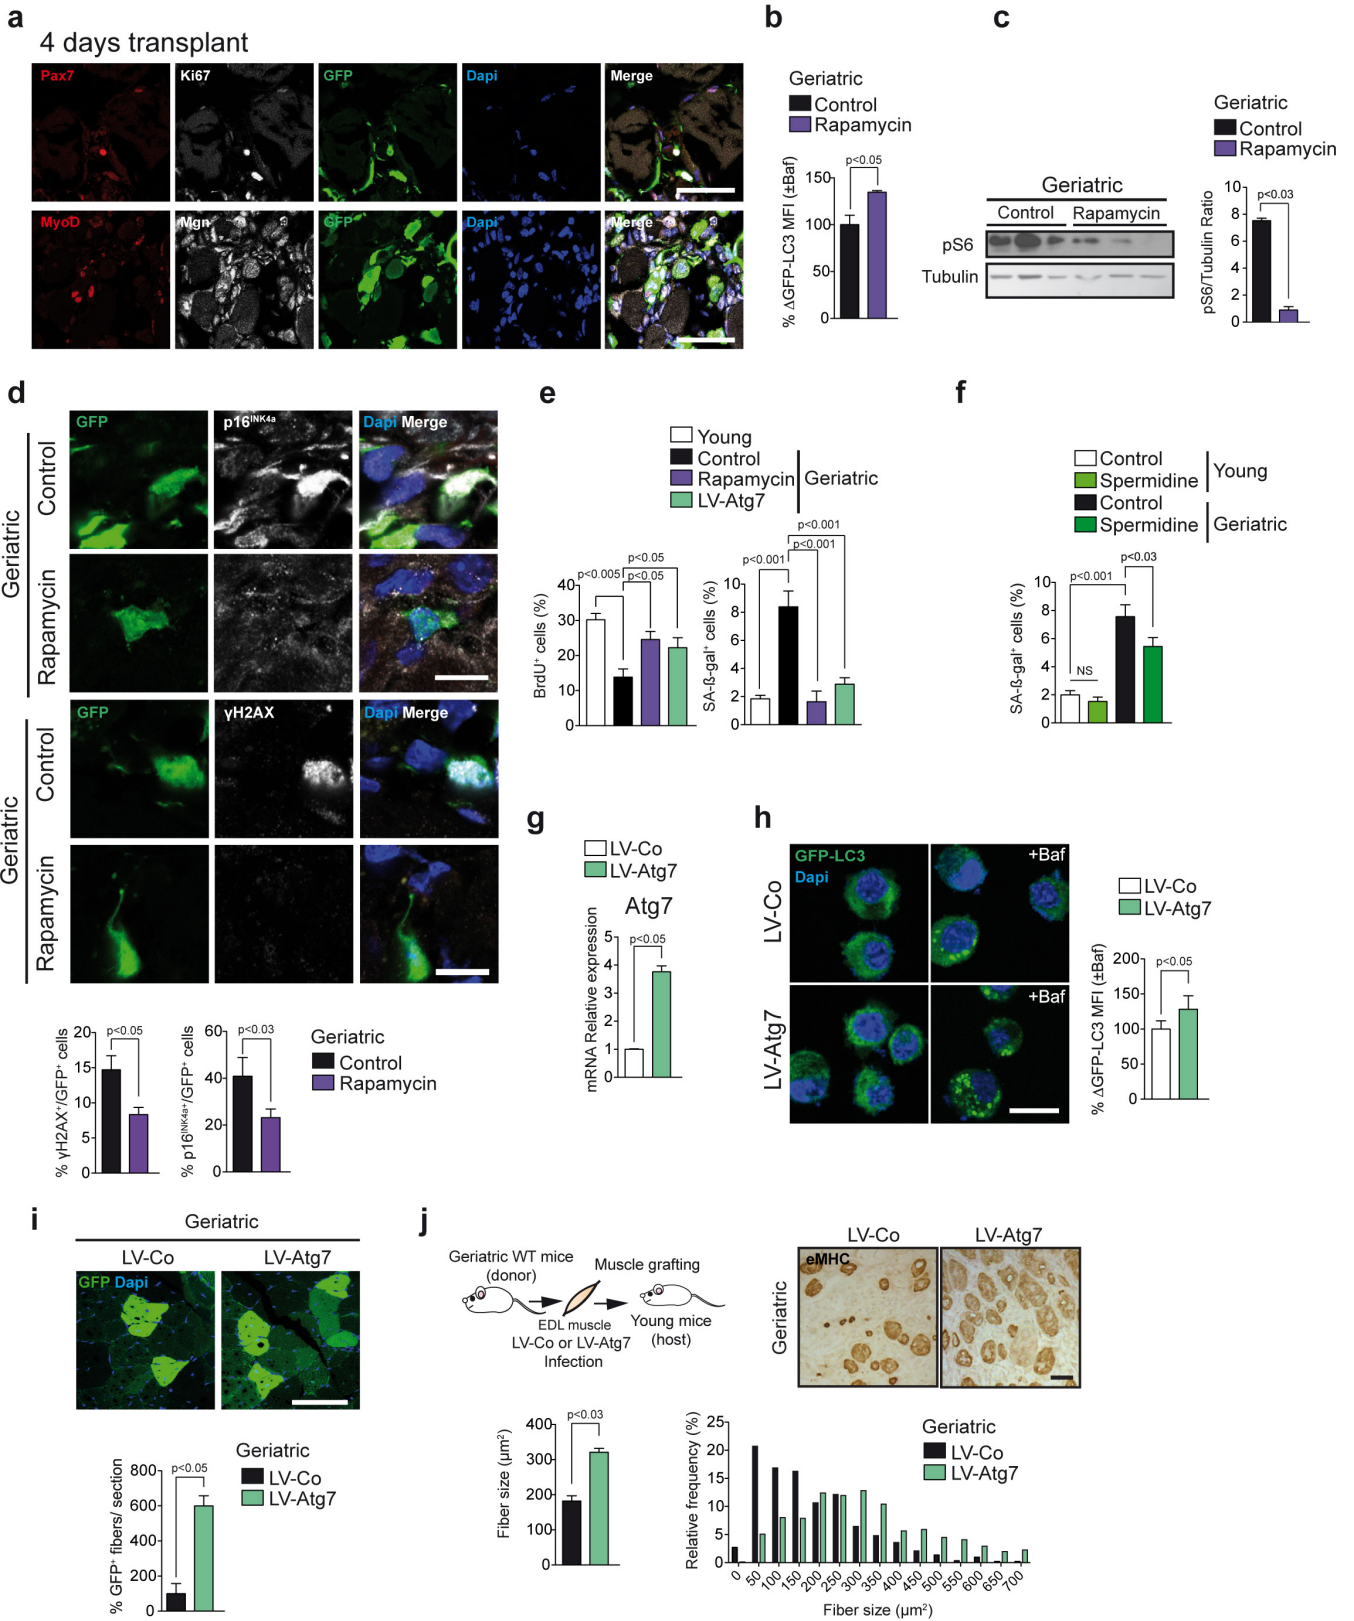 a
4 days transplant
Pax7 Ki67 GFP Dapi Merge
MyoD Mgn GFP Dapi Merge
b
Geriatric
Control
Rapamycin
% ΔGFP-LC3 MFI (±Baf)
p<0.05
150
100
50
0
c
Geriatric
Control Rapamycin
pS6
Tubulin
Geriatric
Control
Rapamycin
pS6/Tubulin Ratio
p<0.03
10
8
6
4
2
0
d
Geriatric
Control
GFP p16INK4a Dapi Merge
Rapamycin
Geriatric
Control
GFP γH2AX Dapi Merge
Rapamycin
% γH2AX+/GFP+ cells
p<0.05
20
15
10
5
0
% p16INK4a+/GFP+ cells
p<0.03
60
40
20
0
Geriatric
Control
Rapamycin
e
Young
Control
Rapamycin
LV-Atg7
Geriatric
BrdU+ cells (%)
p<0.05
p<0.005 p<0.05
40
30
20
10
0
SA-ß-gal+ cells (%)
p<0.001
p<0.001 p<0.001
10
8
6
4
2
0
f
Control
Spermidine
Young
Control
Spermidine
Geriatric
SA-ß-gal+ cells (%)
p<0.03
p<0.001
NS
10
8
6
4
2
0
g
LV-Co
LV-Atg7
Atg7
mRNA Relative expression
p<0.05
5
4
3
2
1
0
h
LV-Co
GFP-LC3
Dapi
+Baf
LV-Atg7
+Baf
LV-Co
LV-Atg7
% ΔGFP-LC3 MFI (±Baf)
p<0.05
200
150
100
50
0
i
Geriatric
LV-Co LV-Atg7
GFP Dapi
Geriatric
LV-Co
LV-Atg7
% GFP+ fibers/ section
p<0.05
800
600
400
200
0
j
Geriatric WT mice
(donor)
Muscle grafting
EDL muscle
LV-Co or LV-Atg7
Infection
Young mice
(host)
LV-Co LV-Atg7
Geriatric
eMHC
Fiber size (µm2)
p<0.03
400
300
200
100
0
Relative frequency (%)
25
20
15
10
5
0
Geriatric
LV-Co
LV-Atg7
0 50 100 150 200 250 300 350 400 450 500 550 600 650 700
Fiber size (µm2)